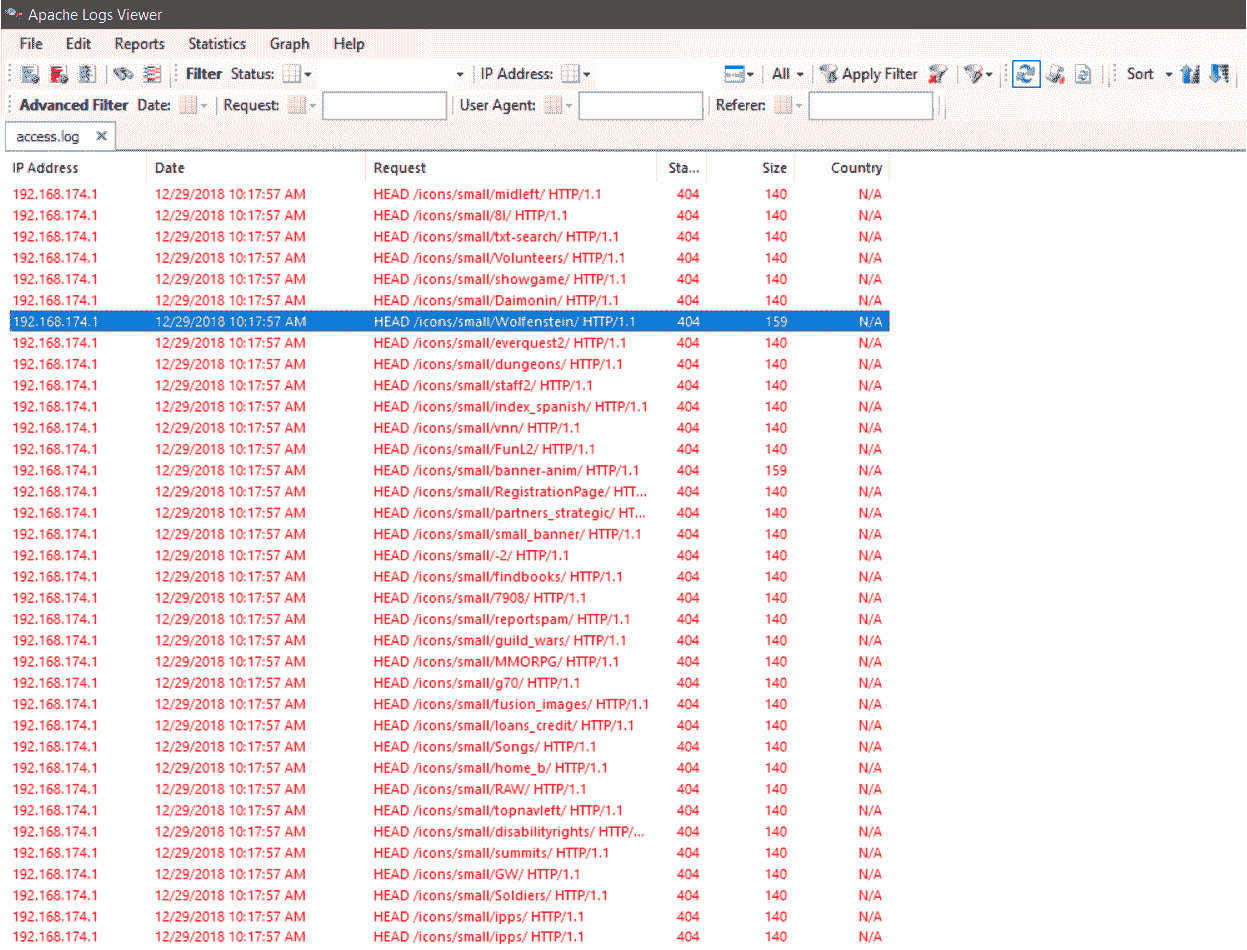 Apache Logs Viewer
File Edit Reports Statistics Graph Help
Filter Status: IP Address: All Apply Filter Sort
Advanced Filter Date: Request: User Agent: Referer:
access.log
IP Address Date Request Sta... Size Country
192.168.174.1 12/29/2018 10:17:57 AM HEAD /icons/small/midleft/ HTTP/1.1 404 140 N/A
192.168.174.1 12/29/2018 10:17:57 AM HEAD /icons/small/8l/ HTTP/1.1 404 140 N/A
192.168.174.1 12/29/2018 10:17:57 AM HEAD /icons/small/txt-search/ HTTP/1.1 404 140 N/A
192.168.174.1 12/29/2018 10:17:57 AM HEAD /icons/small/Volunteers/ HTTP/1.1 404 140 N/A
192.168.174.1 12/29/2018 10:17:57 AM HEAD /icons/small/showgame/ HTTP/1.1 404 140 N/A
192.168.174.1 12/29/2018 10:17:57 AM HEAD /icons/small/Daimonin/ HTTP/1.1 404 140 N/A
192.168.174.1 12/29/2018 10:17:57 AM HEAD /icons/small/Wolfenstein/ HTTP/1.1 404 159 N/A
192.168.174.1 12/29/2018 10:17:57 AM HEAD /icons/small/everquest2/ HTTP/1.1 404 140 N/A
192.168.174.1 12/29/2018 10:17:57 AM HEAD /icons/small/dungeons/ HTTP/1.1 404 140 N/A
192.168.174.1 12/29/2018 10:17:57 AM HEAD /icons/small/staff2/ HTTP/1.1 404 140 N/A
192.168.174.1 12/29/2018 10:17:57 AM HEAD /icons/small/index_spanish/ HTTP/1.1 404 140 N/A
192.168.174.1 12/29/2018 10:17:57 AM HEAD /icons/small/vnn/ HTTP/1.1 404 140 N/A
192.168.174.1 12/29/2018 10:17:57 AM HEAD /icons/small/FunL2/ HTTP/1.1 404 140 N/A
192.168.174.1 12/29/2018 10:17:57 AM HEAD /icons/small/banner-anim/ HTTP/1.1 404 159 N/A
192.168.174.1 12/29/2018 10:17:57 AM HEAD /icons/small/RegistrationPage/ HTT... 404 140 N/A
192.168.174.1 12/29/2018 10:17:57 AM HEAD /icons/small/partners_strategic/ HT... 404 140 N/A
192.168.174.1 12/29/2018 10:17:57 AM HEAD /icons/small/small_banner/ HTTP/1.1 404 140 N/A
192.168.174.1 12/29/2018 10:17:57 AM HEAD /icons/small/-2/ HTTP/1.1 404 140 N/A
192.168.174.1 12/29/2018 10:17:57 AM HEAD /icons/small/findbooks/ HTTP/1.1 404 140 N/A
192.168.174.1 12/29/2018 10:17:57 AM HEAD /icons/small/7908/ HTTP/1.1 404 140 N/A
192.168.174.1 12/29/2018 10:17:57 AM HEAD /icons/small/reportspam/ HTTP/1.1 404 140 N/A
192.168.174.1 12/29/2018 10:17:57 AM HEAD /icons/small/guild_wars/ HTTP/1.1 404 140 N/A
192.168.174.1 12/29/2018 10:17:57 AM HEAD /icons/small/MMORPG/ HTTP/1.1 404 140 N/A
192.168.174.1 12/29/2018 10:17:57 AM HEAD /icons/small/g70/ HTTP/1.1 404 140 N/A
192.168.174.1 12/29/2018 10:17:57 AM HEAD /icons/small/fusion_images/ HTTP/1.1 404 140 N/A
192.168.174.1 12/29/2018 10:17:57 AM HEAD /icons/small/loans_credit/ HTTP/1.1 404 140 N/A
192.168.174.1 12/29/2018 10:17:57 AM HEAD /icons/small/Songs/ HTTP/1.1 404 140 N/A
192.168.174.1 12/29/2018 10:17:57 AM HEAD /icons/small/home_b/ HTTP/1.1 404 140 N/A
192.168.174.1 12/29/2018 10:17:57 AM HEAD /icons/small/RAW/ HTTP/1.1 404 140 N/A
192.168.174.1 12/29/2018 10:17:57 AM HEAD /icons/small/topnavleft/ HTTP/1.1 404 140 N/A
192.168.174.1 12/29/2018 10:17:57 AM HEAD /icons/small/disabilityrights/ HTTP/... 404 140 N/A
192.168.174.1 12/29/2018 10:17:57 AM HEAD /icons/small/summits/ HTTP/1.1 404 140 N/A
192.168.174.1 12/29/2018 10:17:57 AM HEAD /icons/small/GW/ HTTP/1.1 404 140 N/A
192.168.174.1 12/29/2018 10:17:57 AM HEAD /icons/small/Soldiers/ HTTP/1.1 404 140 N/A
192.168.174.1 12/29/2018 10:17:57 AM HEAD /icons/small/ipps/ HTTP/1.1 404 140 N/A
192.168.174.1 12/29/2018 10:17:57 AM HEAD /icons/small/ipps/ HTTP/1.1 404 140 N/A